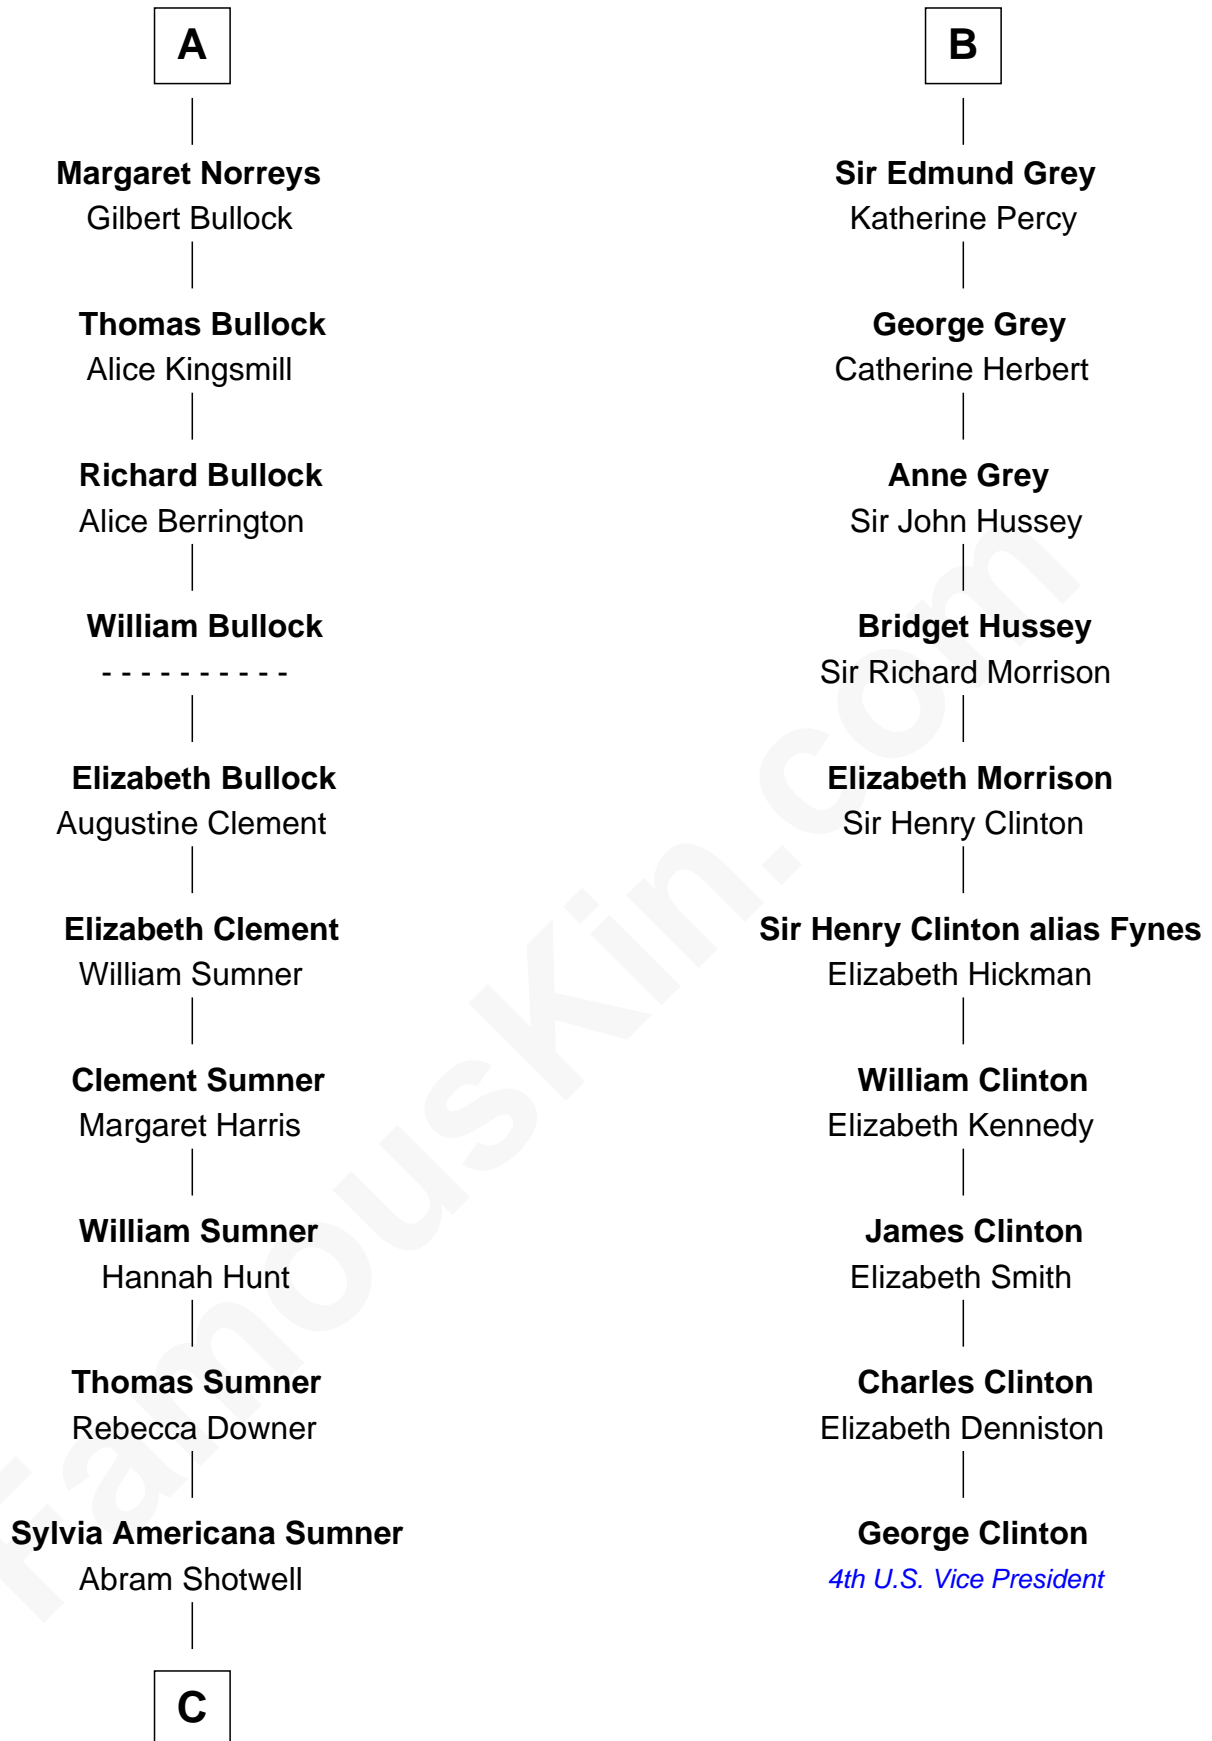 A
Margaret Norreys
Gilbert Bullock
Thomas Bullock
Alice Kingsmill
Richard Bullock
Alice Berrington
William Bullock
- - - - - - - - - -
Elizabeth Bullock
Augustine Clement
Elizabeth Clement
William Sumner
Clement Sumner
Margaret Harris
William Sumner
Hannah Hunt
Thomas Sumner
Rebecca Downer
Sylvia Americana Sumner
Abram Shotwell
C
B
Sir Edmund Grey
Katherine Percy
George Grey
Catherine Herbert
Anne Grey
Sir John Hussey
Bridget Hussey
Sir Richard Morrison
Elizabeth Morrison
Sir Henry Clinton
Sir Henry Clinton alias Fynes
Elizabeth Hickman
William Clinton
Elizabeth Kennedy
James Clinton
Elizabeth Smith
Charles Clinton
Elizabeth Denniston
George Clinton
4th U.S. Vice President
FamousKin.com